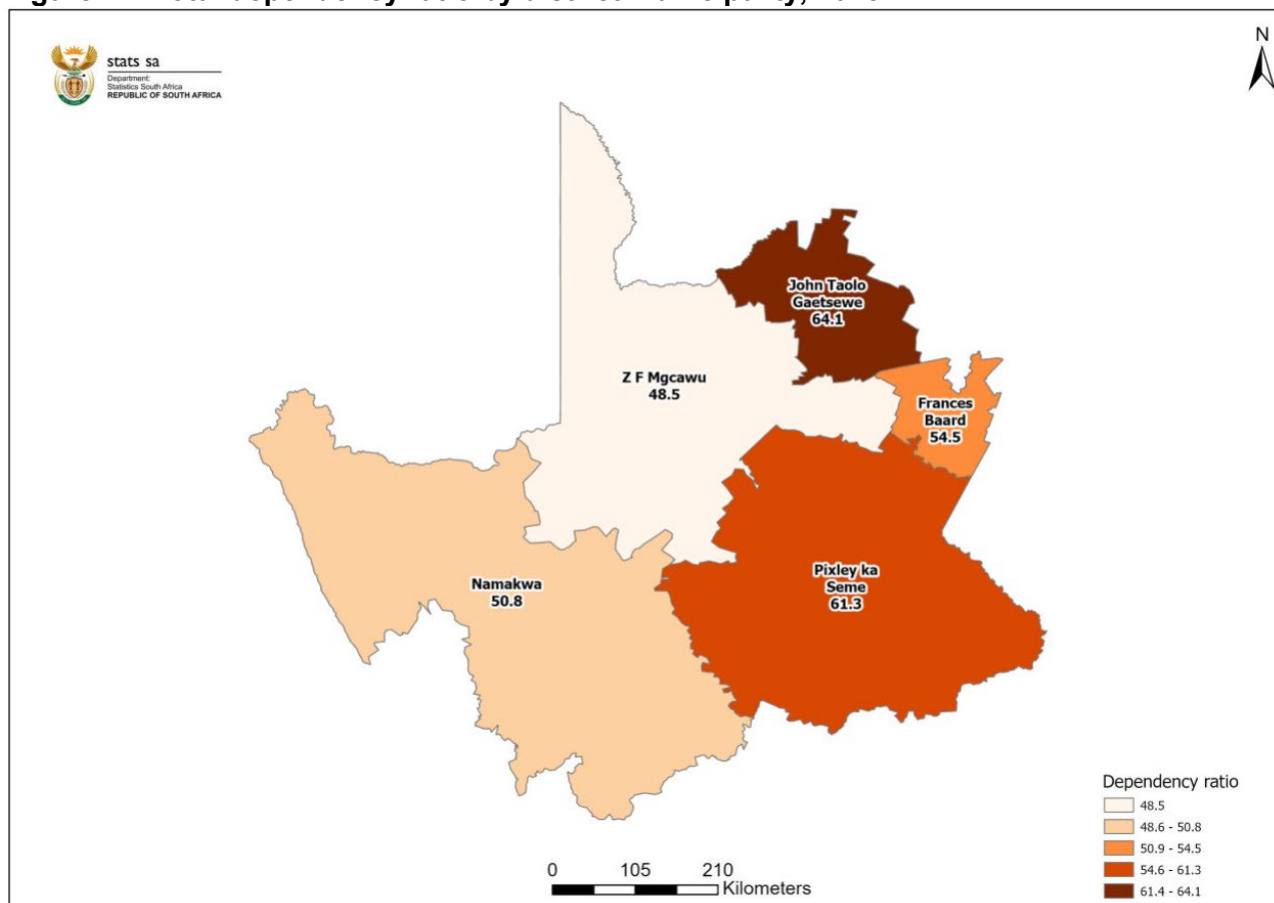 stats sa
Department:
Statistics South Africa
REPUBLIC OF SOUTH AFRICA
N
John Taolo
Gaetsewe
64.1
Z F Mgcawu
48.5
Frances
Baard
54.5
Namakwa
50.8
Pixley ka
Seme
61.3
Dependency ratio
48.5
48.6 - 50.8
50.9 - 54.5
54.6 - 61.3
61.4 - 64.1
0 105 210
Kilometers